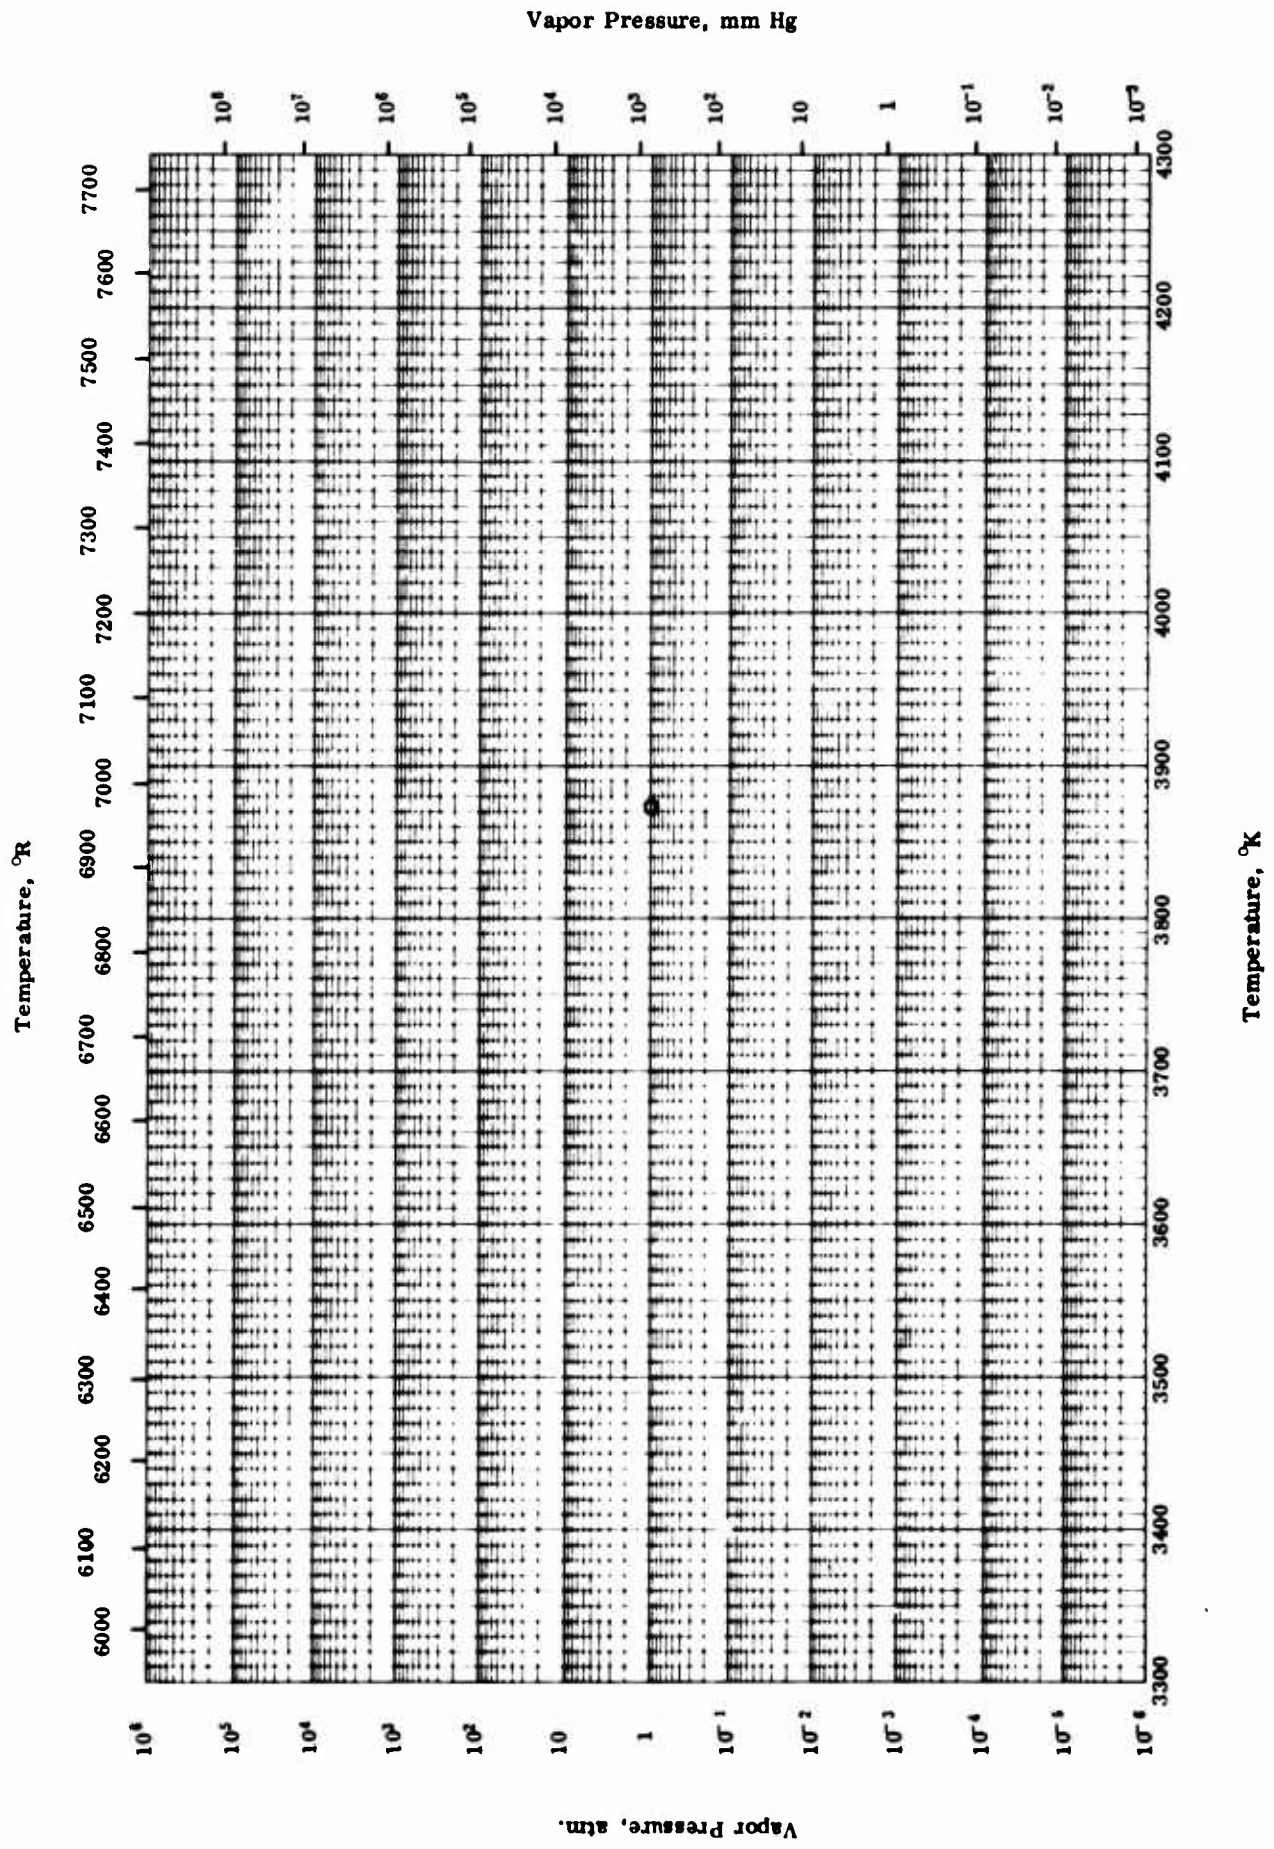 Vapor Pressure, mm Hg
10⁸ 10⁷ 10⁶ 10⁵ 10⁴ 10³ 10² 10 1 10⁻¹ 10⁻² 10⁻³
Temperature, °R
6000 6100 6200 6300 6400 6500 6600 6700 6800 6900 7000 7100 7200 7300 7400 7500 7600 7700
Vapor Pressure, atm.
10⁶ 10⁵ 10⁴ 10³ 10² 10 1 10⁻¹ 10⁻² 10⁻³ 10⁻⁴ 10⁻⁵ 10⁻⁶
3300 3400 3500 3600 3700 3800 3900 4000 4100 4200 4300
Temperature, °K